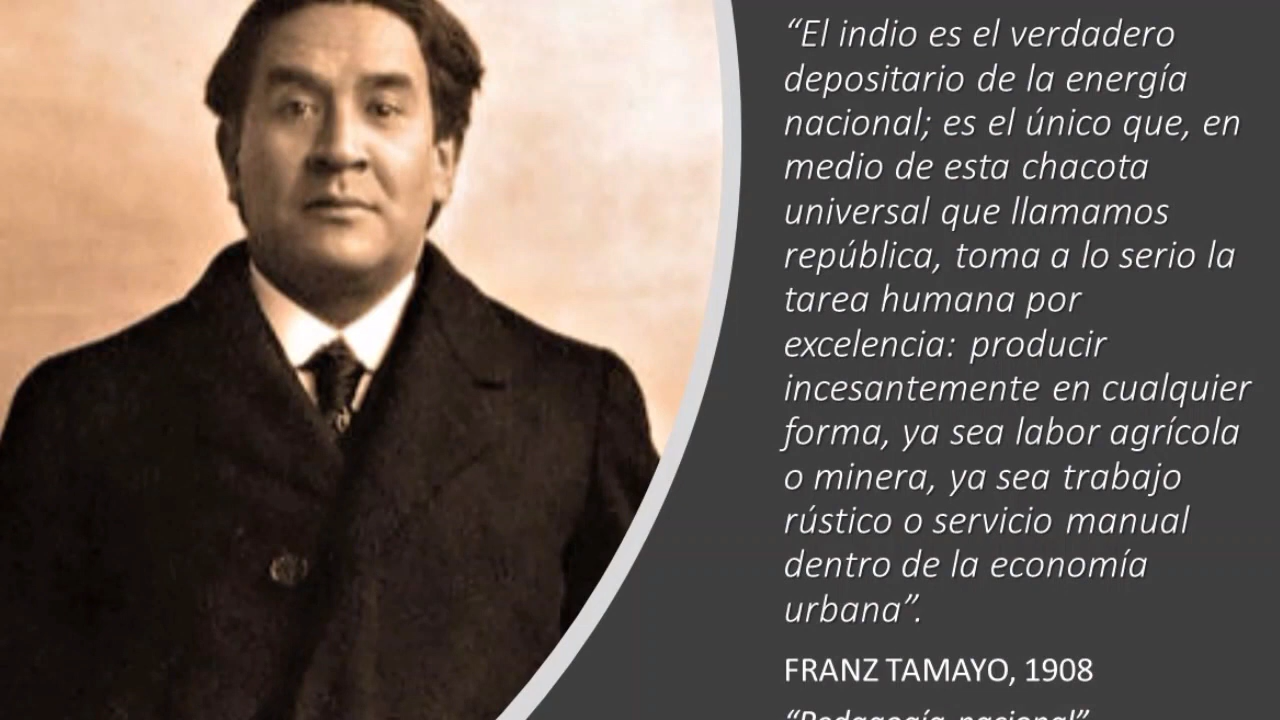 “El indio es el verdadero
depositario de la energía
nacional; es el único que, en
medio de esta chacota
universal que llamamos
república, toma a lo serio la
tarea humana por
excelencia: producir
incesantemente en cualquier
forma, ya sea labor agrícola
o minera, ya sea trabajo
rústico o servicio manual
dentro de la economía
urbana”.
FRANZ TAMAYO, 1908
“Pedagogía nacional”